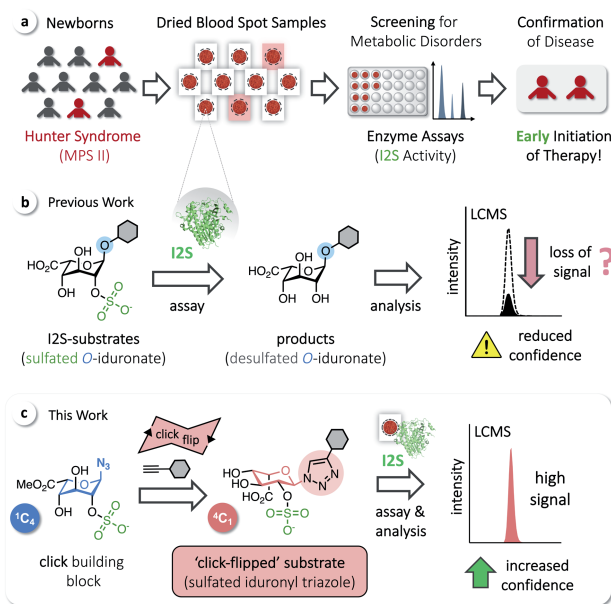 a
Newborns
Dried Blood Spot Samples
Screening for
Metabolic Disorders
Confirmation
of Disease
Hunter Syndrome
(MPS II)
Enzyme Assays
(I2S Activity)
Early Initiation
of Therapy!
b
Previous Work
HO
O
O
HO₂C
OH
O
O
S
O
O⁻
I2S
assay
HO
O
O
HO₂C
OH
OH
analysis
LCMS
intensity
loss of
signal
?
I2S-substrates
(sulfated O-iduronate)
products
(desulfated O-iduronate)
!
reduced
confidence
c
This Work
click flip
I2S
LCMS
intensity
high
signal
N₃
HO
O
MeO₂C
OH
O
O
S
O
O⁻
¹C₄
HO
HO
O
HO₂C
O
N
N
N
O
S
O
O⁻
⁴C₁
assay &
analysis
click building
block
'click-flipped' substrate
(sulfated iduronyl triazole)
increased
confidence